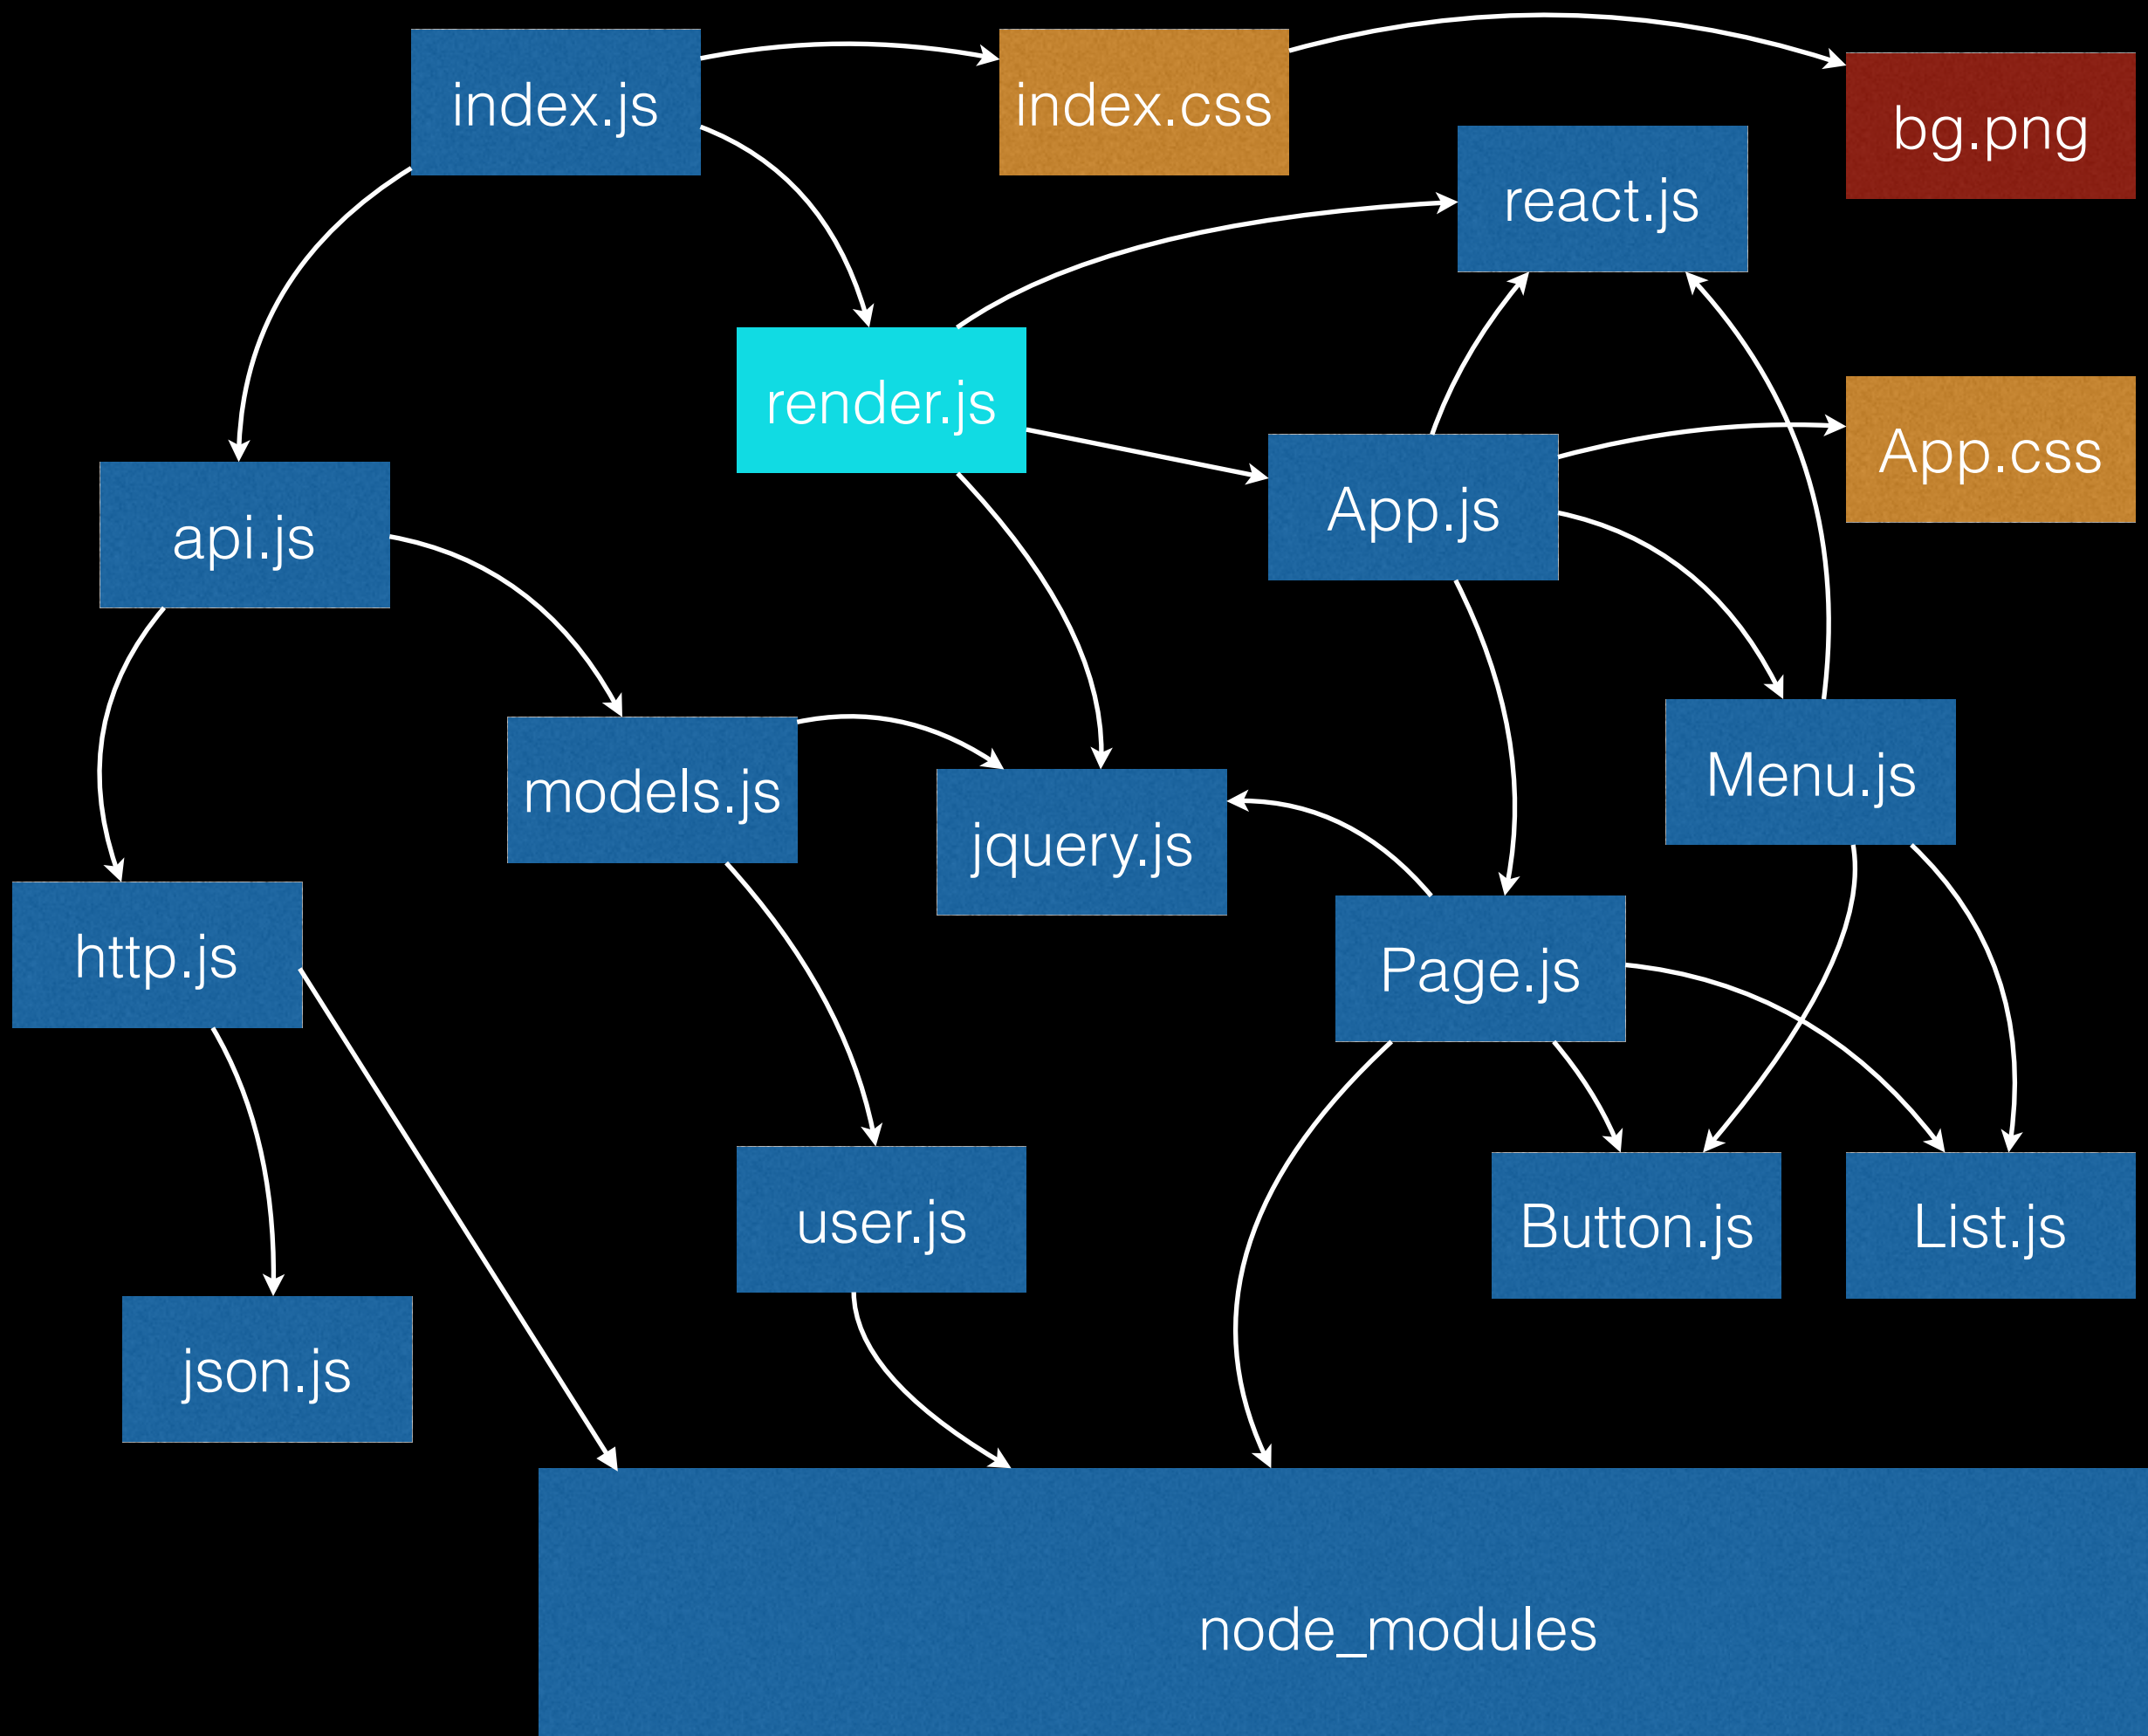 index.js
index.css
bg.png
react.js
render.js
App.css
App.js
api.js
models.js
Menu.js
jquery.js
http.js
Page.js
user.js
Button.js
List.js
json.js
node_modules